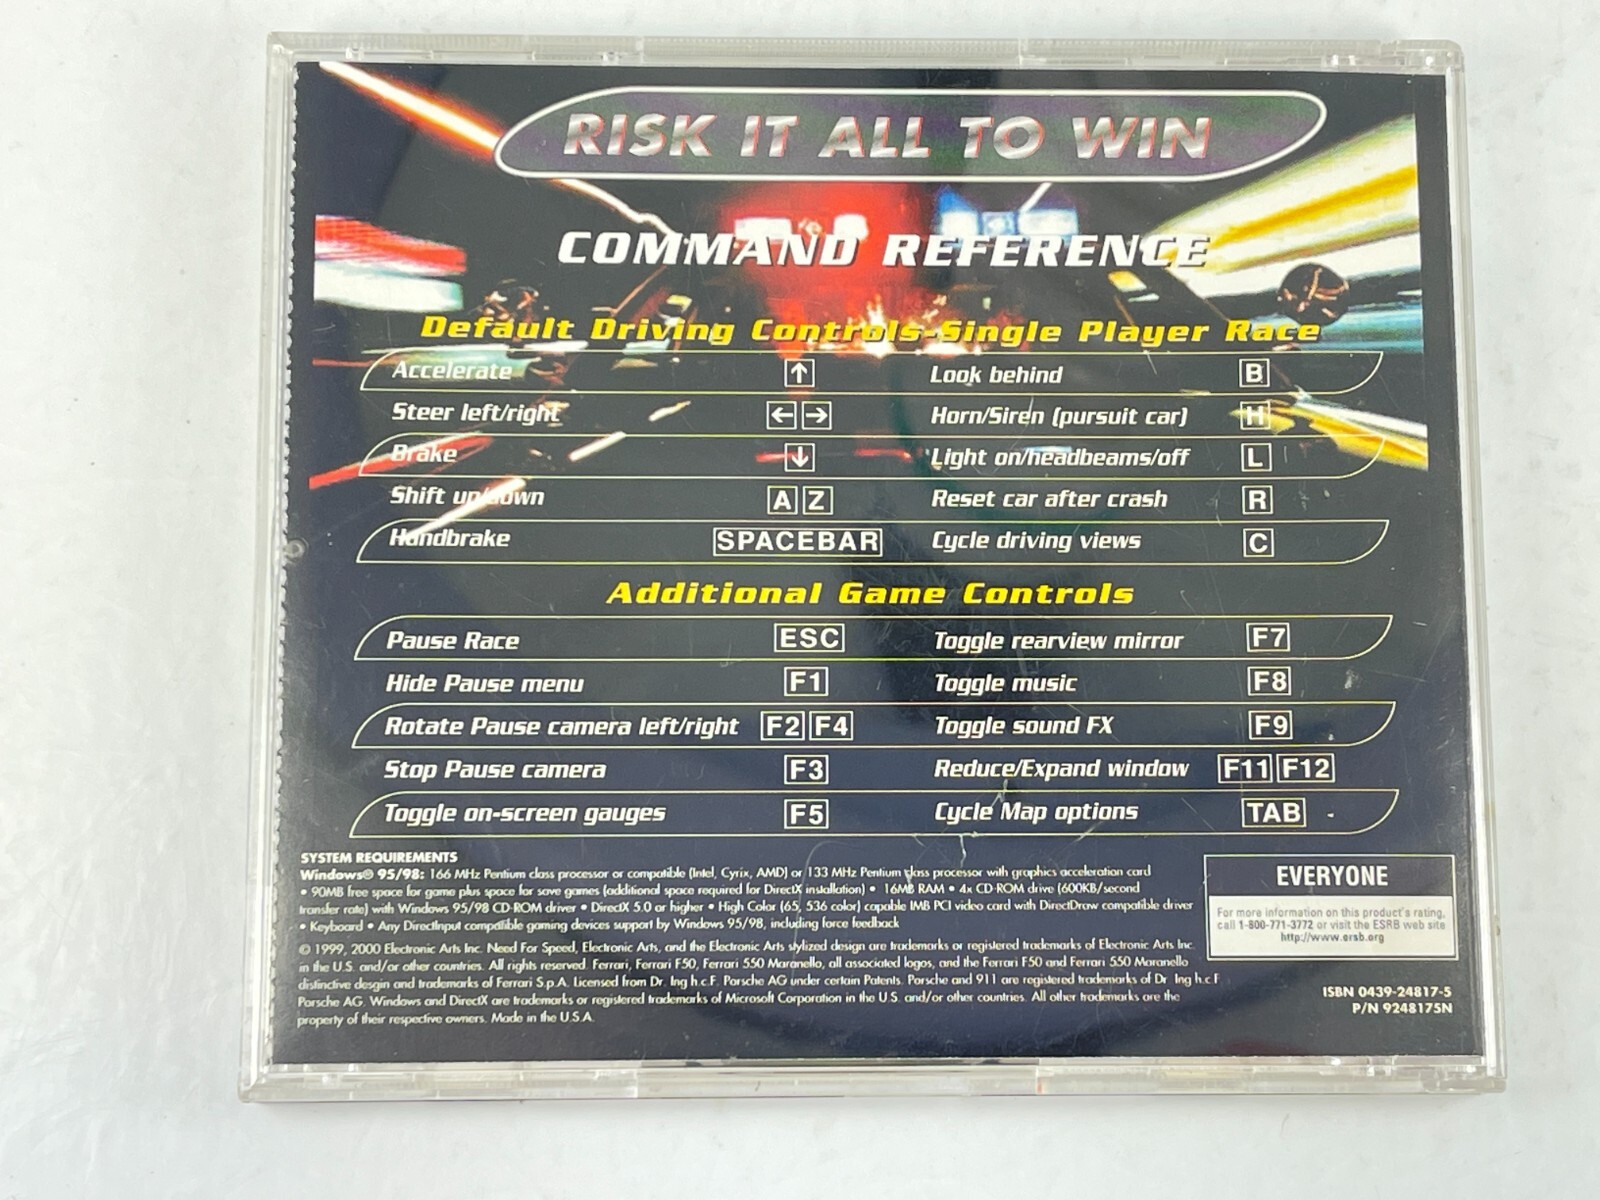 RISK IT ALL TO WIN
COMMAND REFERENCE
Default Driving Controls-Single Player Race
Accelerate ↑ Look behind B
Steer left/right ← → Horn/Siren (pursuit car) H
Brake ↓ Light on/headbeams/off L
Shift up/down A Z Reset car after crash R
Handbrake SPACEBAR Cycle driving views C
Additional Game Controls
Pause Race ESC Toggle rearview mirror F7
Hide Pause menu F1 Toggle music F8
Rotate Pause camera left/right F2 F4 Toggle sound FX F9
Stop Pause camera F3 Reduce/Expand window F11 F12
Toggle on-screen gauges F5 Cycle Map options TAB
SYSTEM REQUIREMENTS
Windows® 95/98: 166 MHz Pentium class processor or compatible (Intel, Cyrix, AMD) or 133 MHz Pentium class processor with graphics acceleration card
• 90MB free space for game plus space for save games (additional space required for DirectX installation) • 16MB RAM • 4x CD-ROM drive (600KB/second
transfer rate) with Windows 95/98 CD-ROM driver • DirectX 5.0 or higher • High Color (65, 536 color) capable 1MB PCI video card with DirectDraw compatible driver
• Keyboard • Any DirectInput compatible gaming devices support by Windows 95/98, including force feedback
© 1999, 2000 Electronic Arts Inc. Need For Speed, Electronic Arts, and the Electronic Arts stylized design are trademarks or registered trademarks of Electronic Arts Inc.
in the U.S. and/or other countries. All rights reserved. Ferrari, Ferrari F50, Ferrari 550 Maranello, all associated logos, and the Ferrari F50 and Ferrari 550 Maranello
distinctive desgin and trademarks of Ferrari S.p.A. Licensed from Dr. Ing h.c.F. Porsche AG under certain Patents. Porsche and 911 are registered trademarks of Dr. Ing h.c.F.
Porsche AG. Windows and DirectX are trademarks or registered trademarks of Microsoft Corporation in the U.S. and/or other countries. All other trademarks are the
property of their respective owners. Made in the U.S.A.
EVERYONE
For more information on this product's rating,
call 1-800-771-3772 or visit the ESRB web site
http://www.esrb.org
ISBN 0439-24817-5
P/N 9248175N